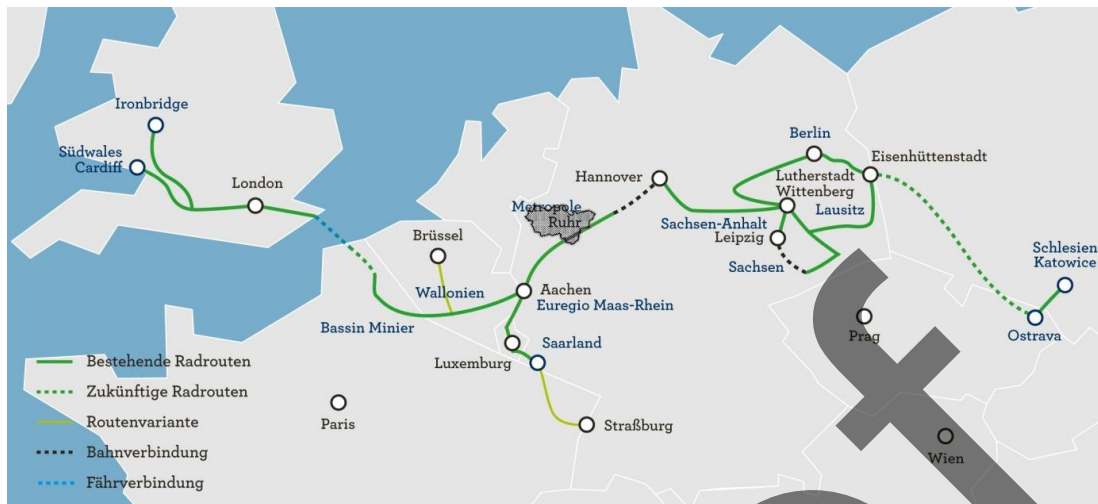 Ironbridge
Südwales
Cardiff
London
Brüssel
Wallonien
Bassin Minier
Metropole
Ruhr
Hannover
Aachen
Euregio Maas-Rhein
Luxemburg
Saarland
Straßburg
Paris
Berlin
Eisenhüttenstadt
Lutherstadt
Wittenberg
Lausitz
Sachsen-Anhalt
Leipzig
Sachsen
Schlesien
Katowice
Ostrava
Prag
Wien
Bestehende Radrouten
Zukünftige Radrouten
Routenvariante
Bahnverbindung
Fährverbindung